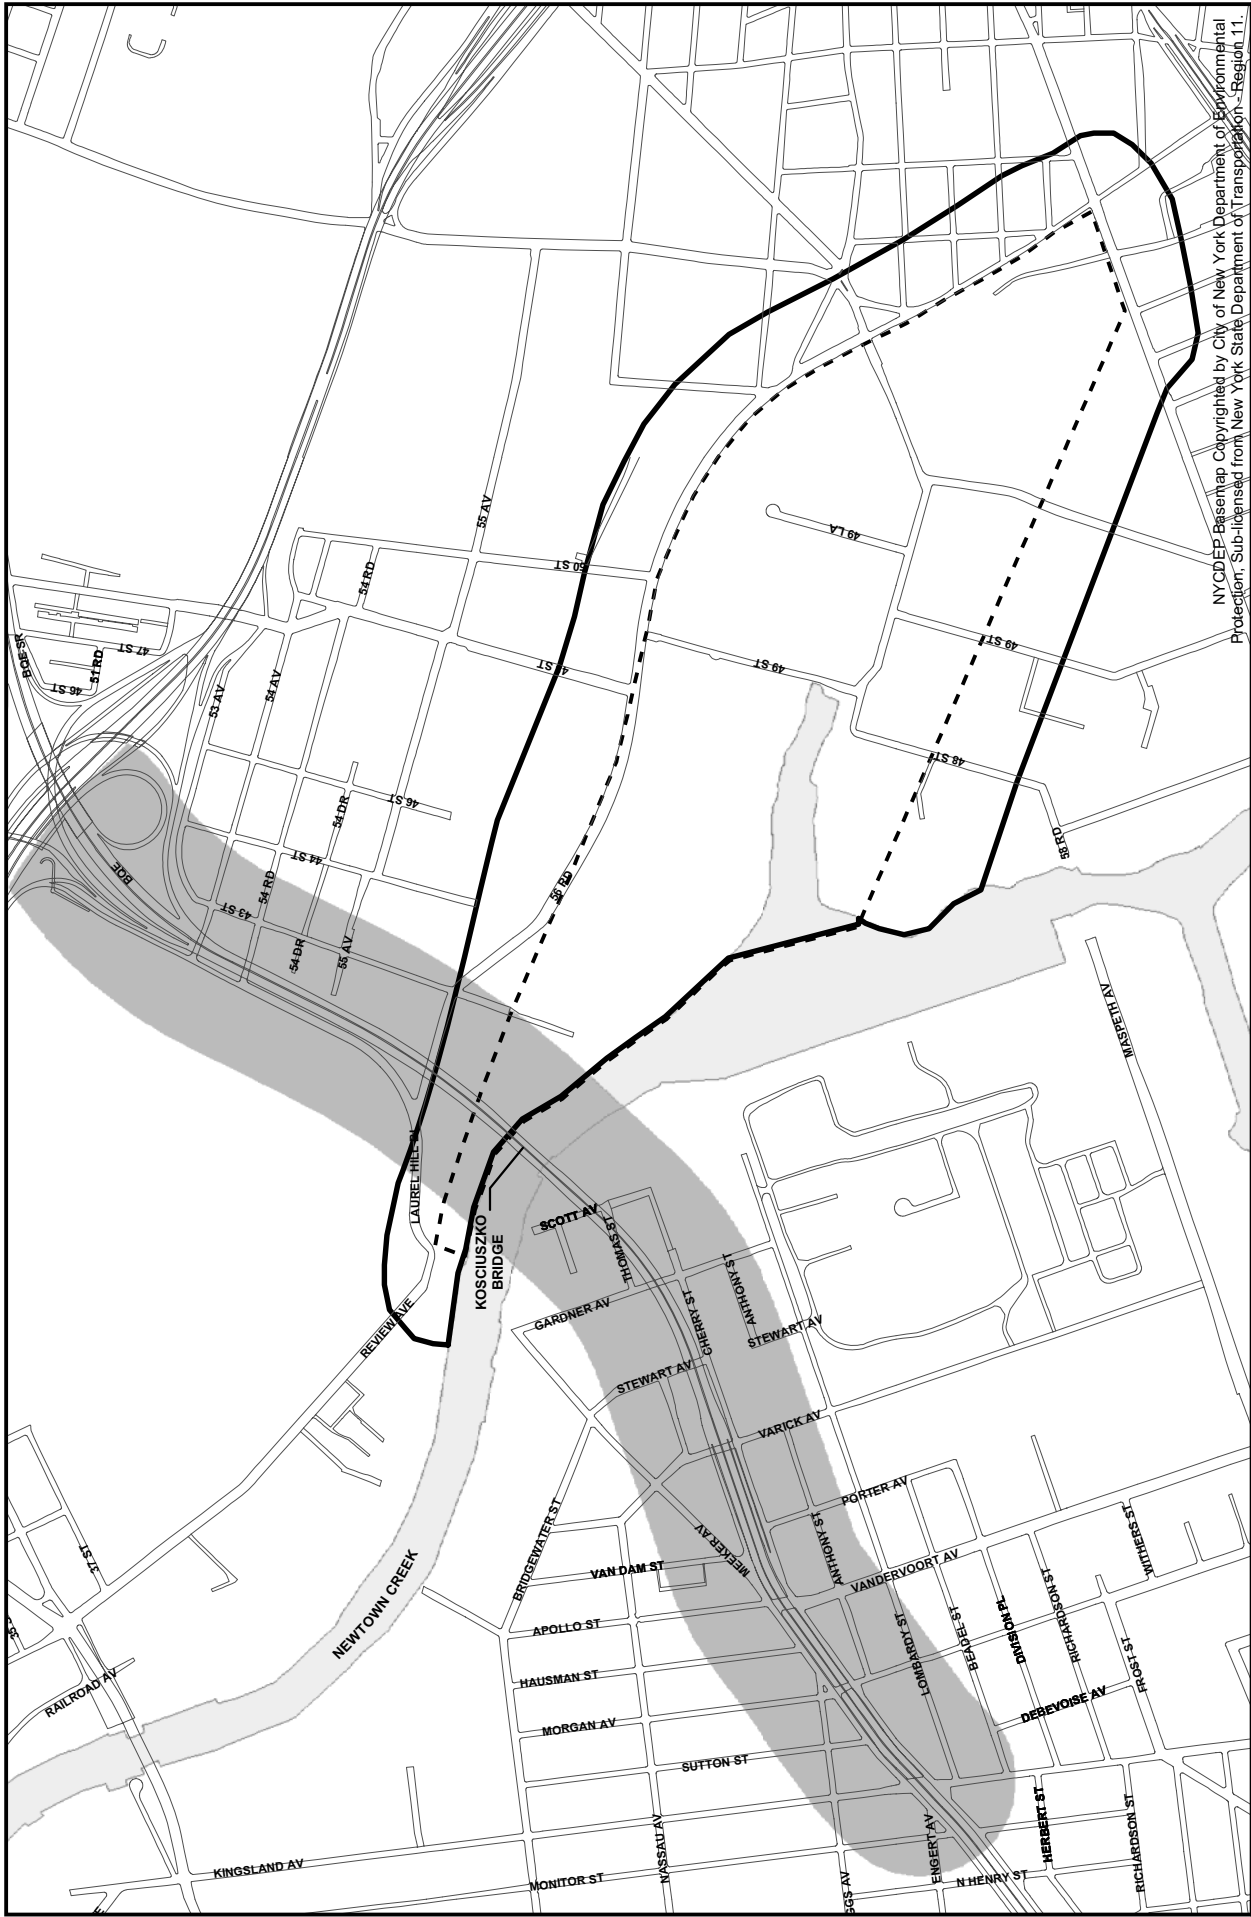 NYCDEP Basemap Copyrighted by City of New York Department of Environmental
Protection, Sub-licensed from New York State Department of Transportation - Region 11.
BQE SR
46 ST
51 RD
47 ST
53 AV
54 AV
54 RD
55 AV
50 ST
49 LA
49 ST
49 ST
48 ST
58 RD
BQE
43 ST
54 RD
44 ST
54 DR
46 ST
54 DR
55 AV
56 RD
LAUREL HILL
REVIEW AVE
KOSCIUSZKO
BRIDGE
SCOTT AV
THOMAS ST
GARDNER AV
CHERRY ST
ANTHONY ST
STEWART AV
STEWART AV
VARICK AV
MASPETH AV
PORTER AV
ANTHONY ST
VANDERVOORT AV
WITHERS ST
BRIDGEWATER ST
MEEKER AV
VAN DAM ST
APOLLO ST
HAUSMAN ST
MORGAN AV
SUTTON ST
LOMBARDY ST
BEADEL ST
DIVISION PL
RICHARDSON ST
FROST ST
DEBEVOISE AV
37 ST
RAILROAD AV
NEWTOWN CREEK
KINGSLAND AV
MONITOR ST
NASSAU AV
GGS AV
ENGERT AV
N HENRY ST
HERBERT ST
RICHARDSON ST